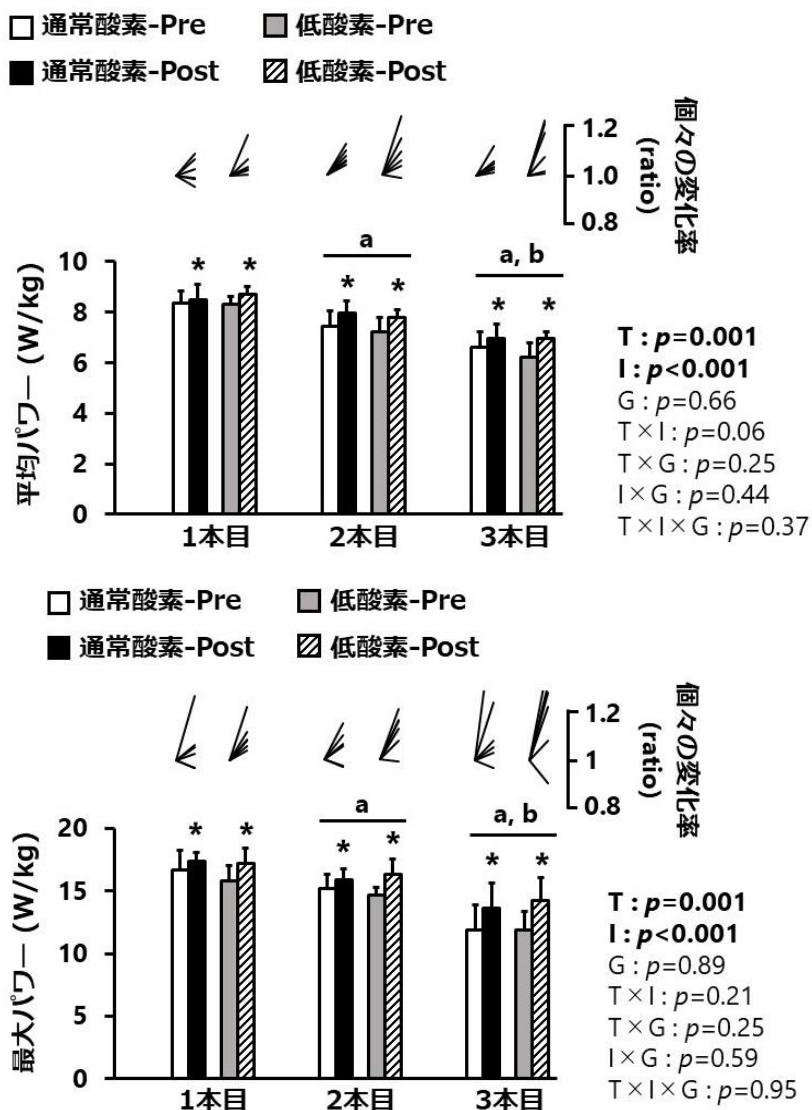 通常酸素-Pre 低酸素-Pre
通常酸素-Post 低酸素-Post
個々の変化率
(ratio)
1.2
1.0
0.8
a
a, b
平均パワー (W/kg)
10
8
6
4
2
0
* * * * * *
1本目 2本目 3本目
T : p=0.001
I : p<0.001
G : p=0.66
T×I : p=0.06
T×G : p=0.25
I×G : p=0.44
T×I×G : p=0.37
通常酸素-Pre 低酸素-Pre
通常酸素-Post 低酸素-Post
個々の変化率
(ratio)
1.2
1
0.8
a
a, b
最大パワー (W/kg)
20
15
10
5
0
* * * * * *
1本目 2本目 3本目
T : p=0.001
I : p<0.001
G : p=0.89
T×I : p=0.21
T×G : p=0.25
I×G : p=0.59
T×I×G : p=0.95